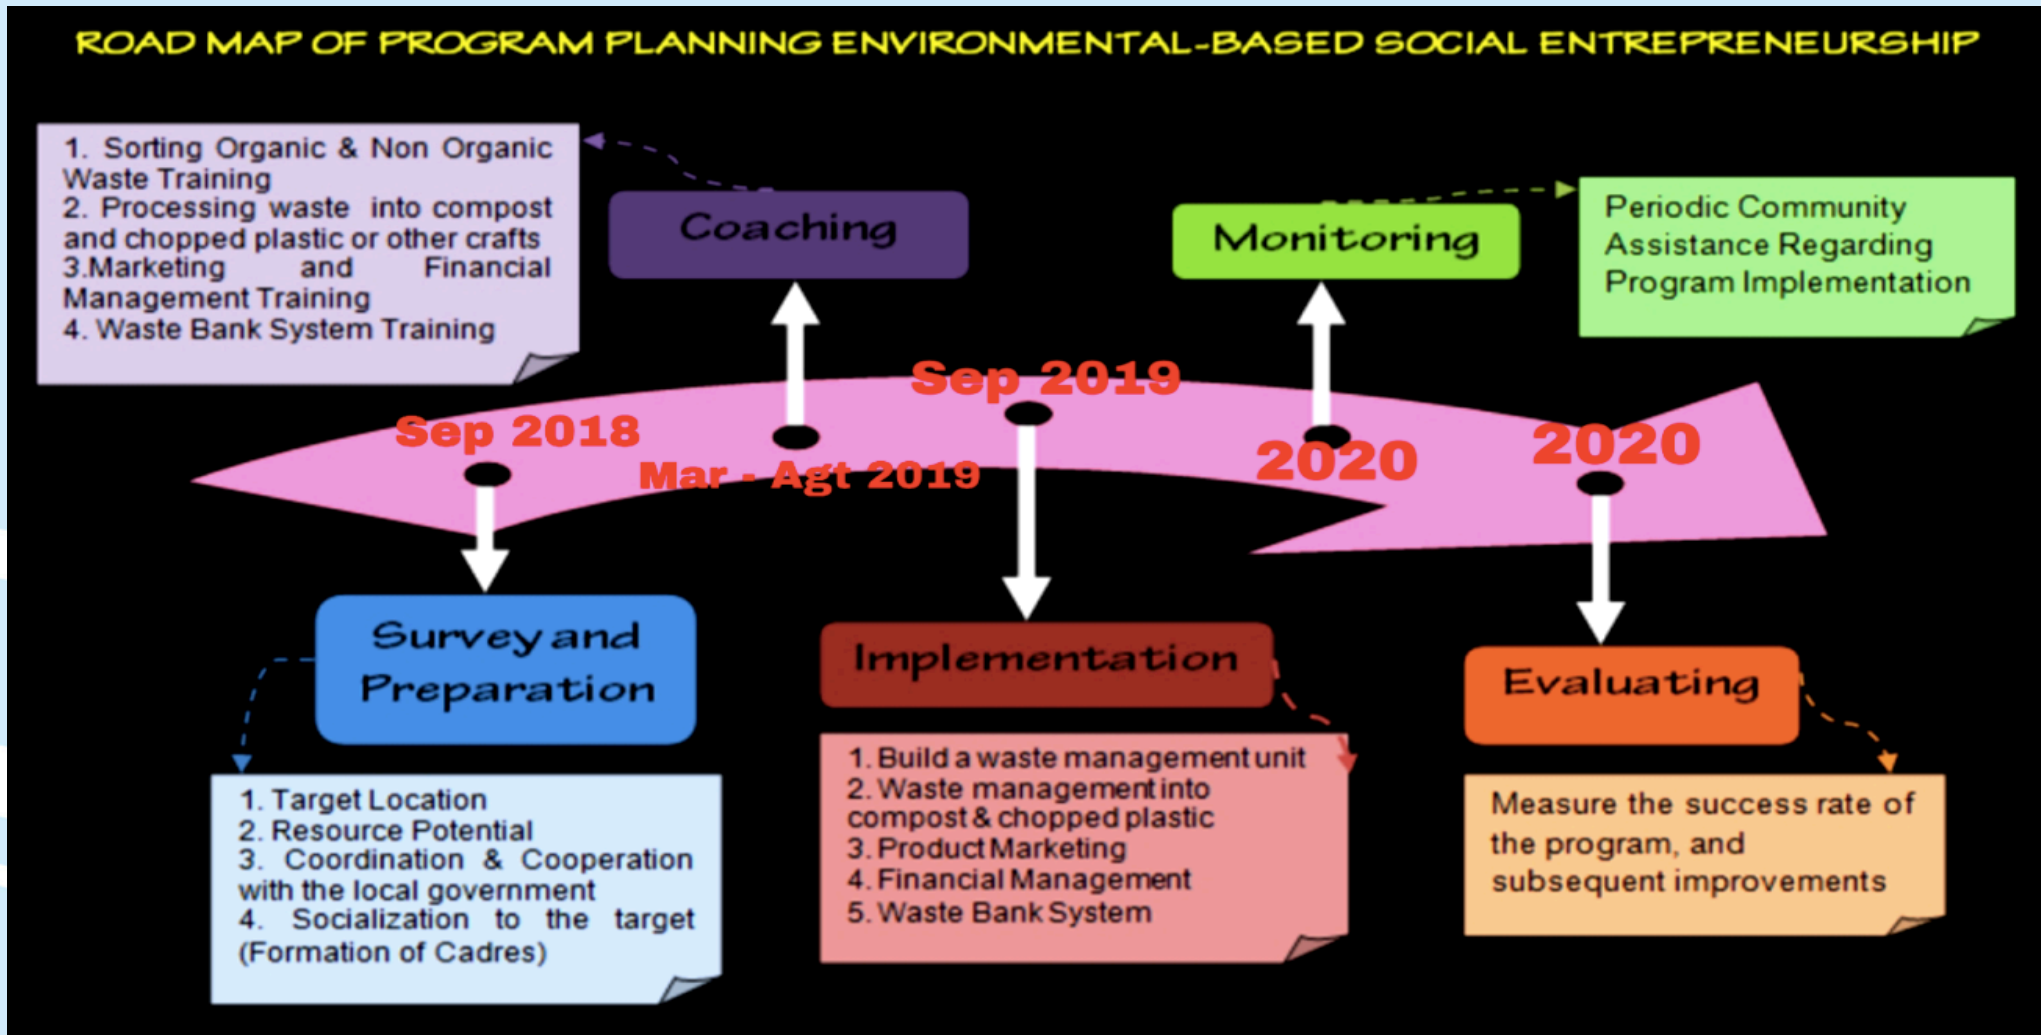 ROAD MAP OF PROGRAM PLANNING ENVIRONMENTAL-BASED SOCIAL ENTREPRENEURSHIP
1. Sorting Organic & Non Organic
Waste Training
2. Processing waste into compost
and chopped plastic or other crafts
3.Marketing and Financial
Management Training
4. Waste Bank System Training
Coaching
Monitoring
Periodic Community
Assistance Regarding
Program Implementation
Sep 2018
Mar - Agt 2019
Sep 2019
2020
2020
Survey and
Preparation
1. Target Location
2. Resource Potential
3. Coordination & Cooperation
with the local government
4. Socialization to the target
(Formation of Cadres)
Implementation
1. Build a waste management unit
2. Waste management into
compost & chopped plastic
3. Product Marketing
4. Financial Management
5. Waste Bank System
Evaluating
Measure the success rate of
the program, and
subsequent improvements